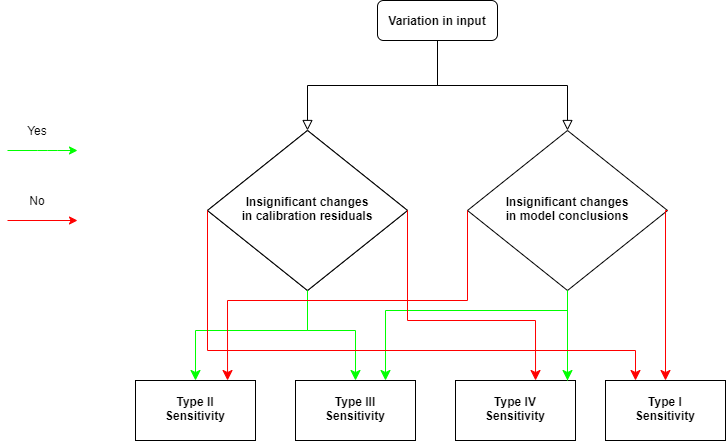 Variation in input
Yes
No
Insignificant changes
in calibration residuals
Insignificant changes
in model conclusions
Type II
Sensitivity
Type III
Sensitivity
Type IV
Sensitivity
Type I
Sensitivity